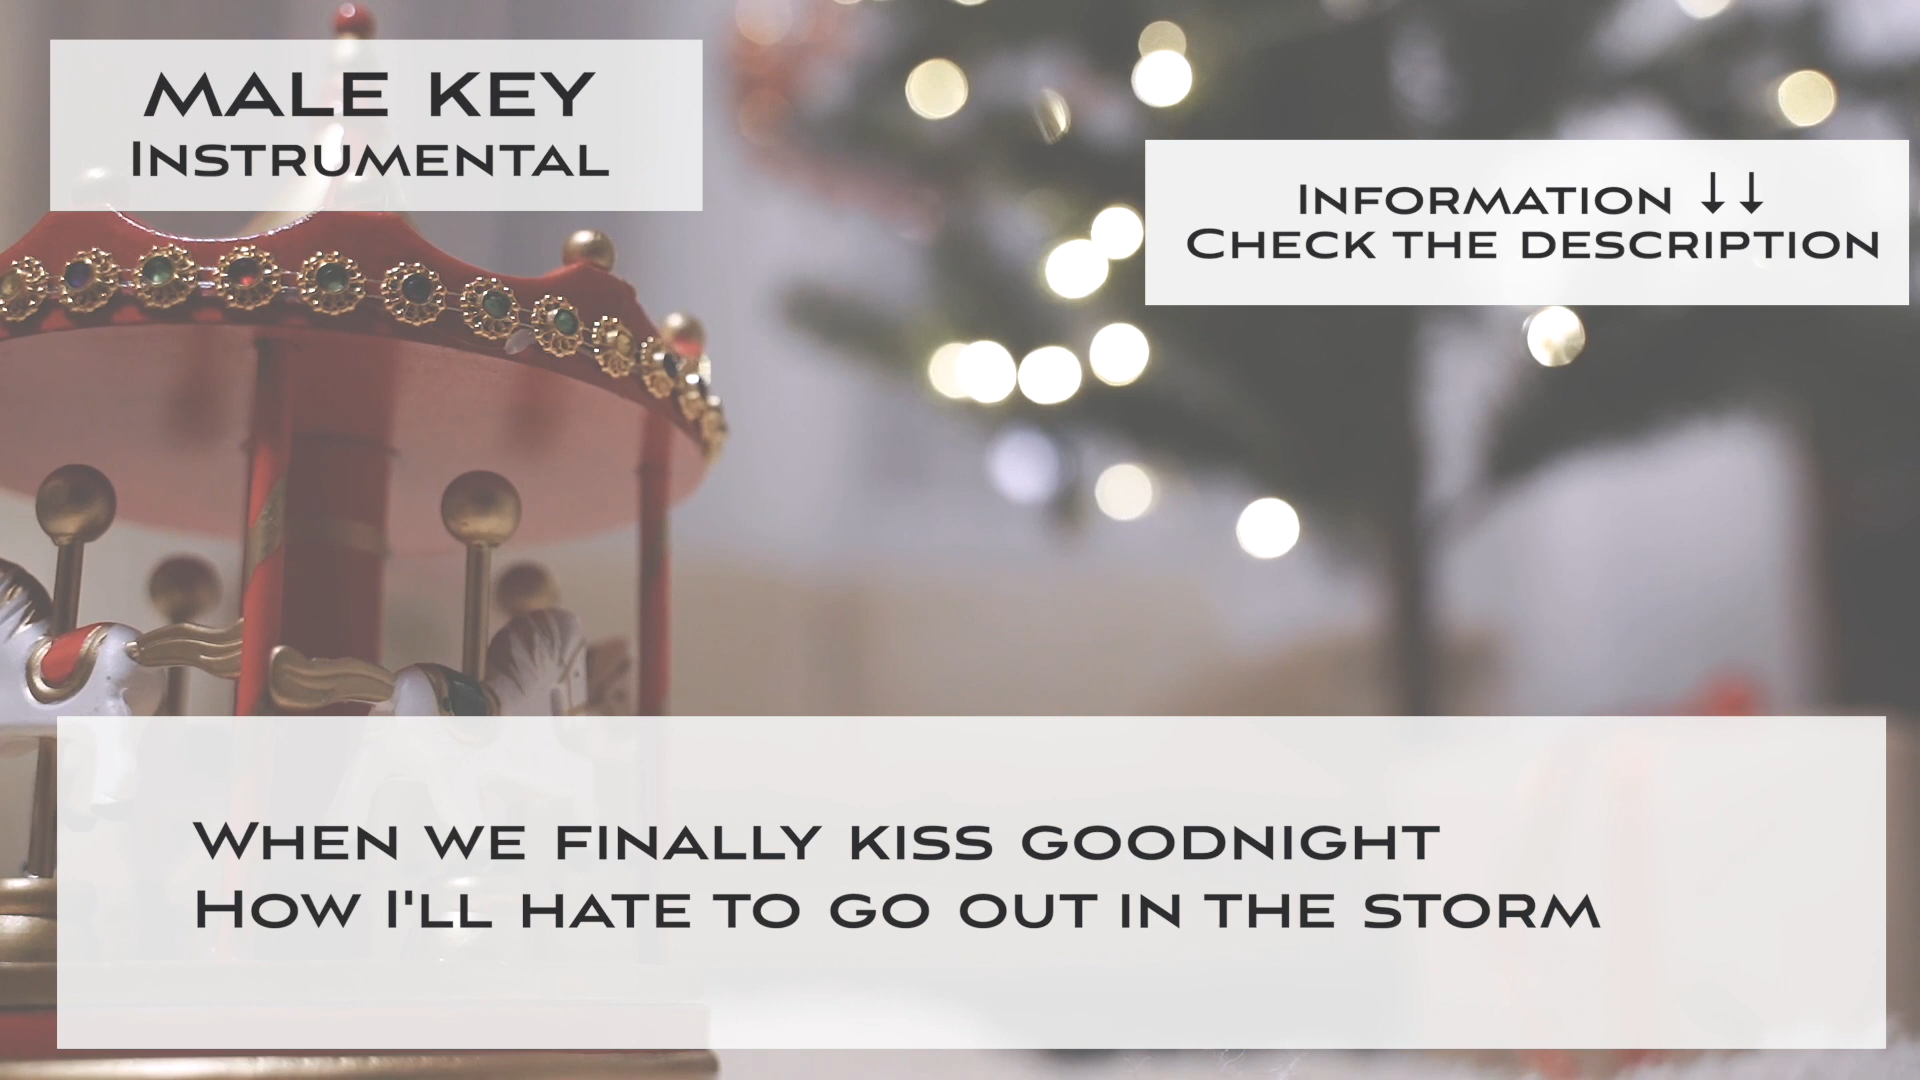 MALE KEY
INSTRUMENTAL
INFORMATION ↓↓
CHECK THE DESCRIPTION
WHEN WE FINALLY KISS GOODNIGHT
HOW I'LL HATE TO GO OUT IN THE STORM